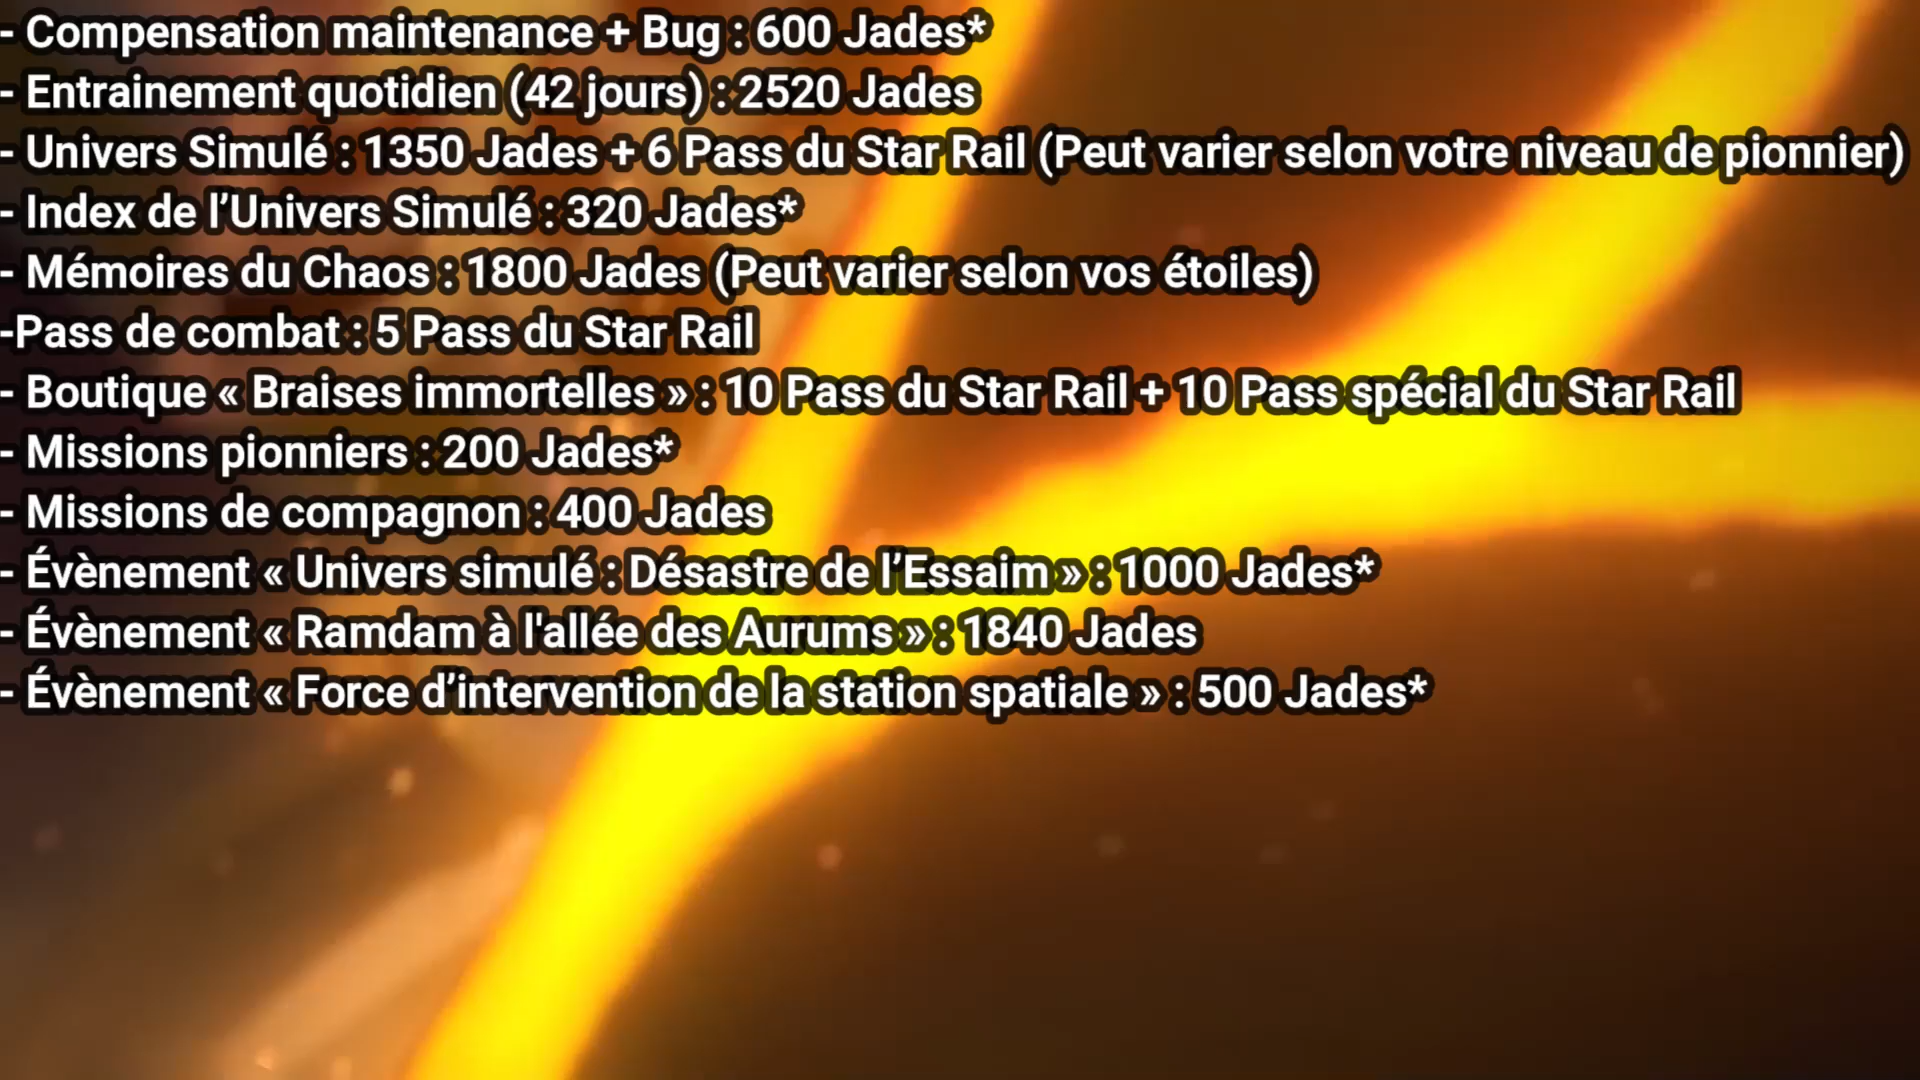 - Compensation maintenance + Bug : 600 Jades*
- Entrainement quotidien (42 jours) : 2520 Jades
- Univers Simulé : 1350 Jades + 6 Pass du Star Rail (Peut varier selon votre niveau de pionnier)
- Index de l’Univers Simulé : 320 Jades*
- Mémoires du Chaos : 1800 Jades (Peut varier selon vos étoiles)
-Pass de combat : 5 Pass du Star Rail
- Boutique « Braises immortelles » : 10 Pass du Star Rail + 10 Pass spécial du Star Rail
- Missions pionniers : 200 Jades*
- Missions de compagnon : 400 Jades
- Évènement « Univers simulé : Désastre de l’Essaim » : 1000 Jades*
- Évènement « Ramdam à l'allée des Aurums » : 1840 Jades
- Évènement « Force d’intervention de la station spatiale » : 500 Jades*